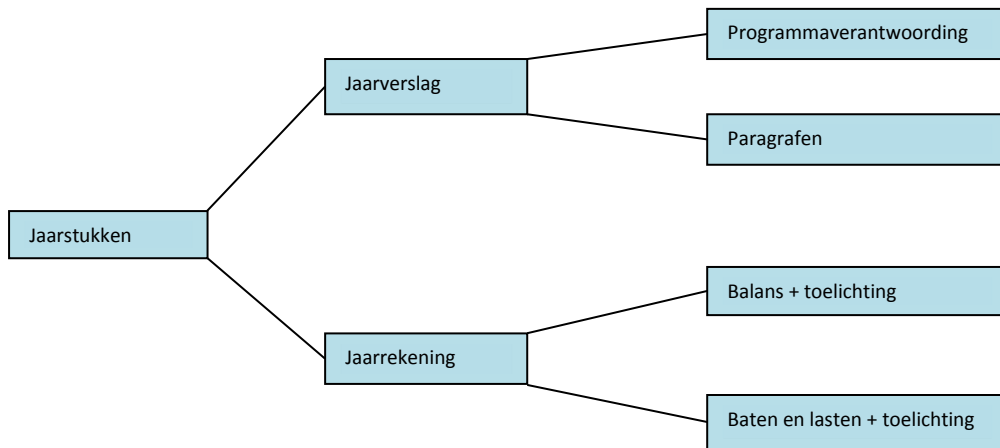 Programmaverantwoording
Jaarverslag
Paragrafen
Jaarstukken
Balans + toelichting
Jaarrekening
Baten en lasten + toelichting